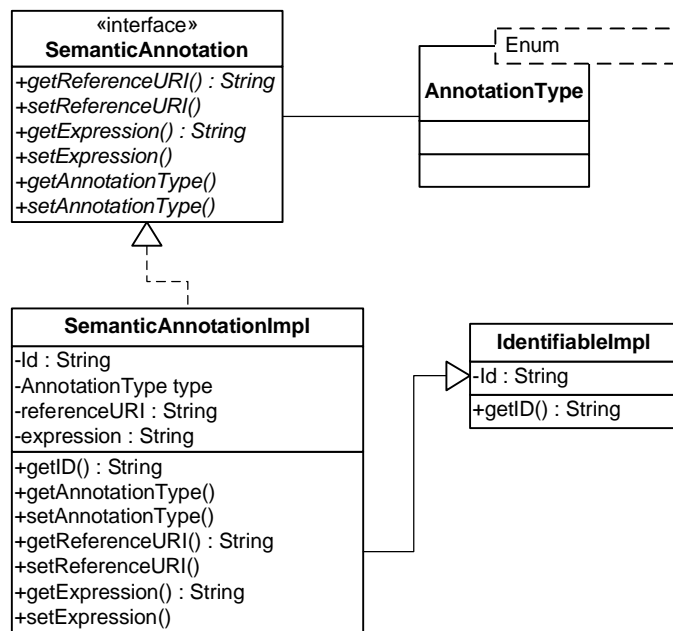 «interface»
SemanticAnnotation
+getReferenceURI() : String
+setReferenceURI()
+getExpression() : String
+setExpression()
+getAnnotationType()
+setAnnotationType()
Enum
AnnotationType
SemanticAnnotationImpl
-Id : String
-AnnotationType type
-referenceURI : String
-expression : String
+getID() : String
+getAnnotationType()
+setAnnotationType()
+getReferenceURI() : String
+setReferenceURI()
+getExpression() : String
+setExpression()
IdentifiableImpl
-Id : String
+getID() : String